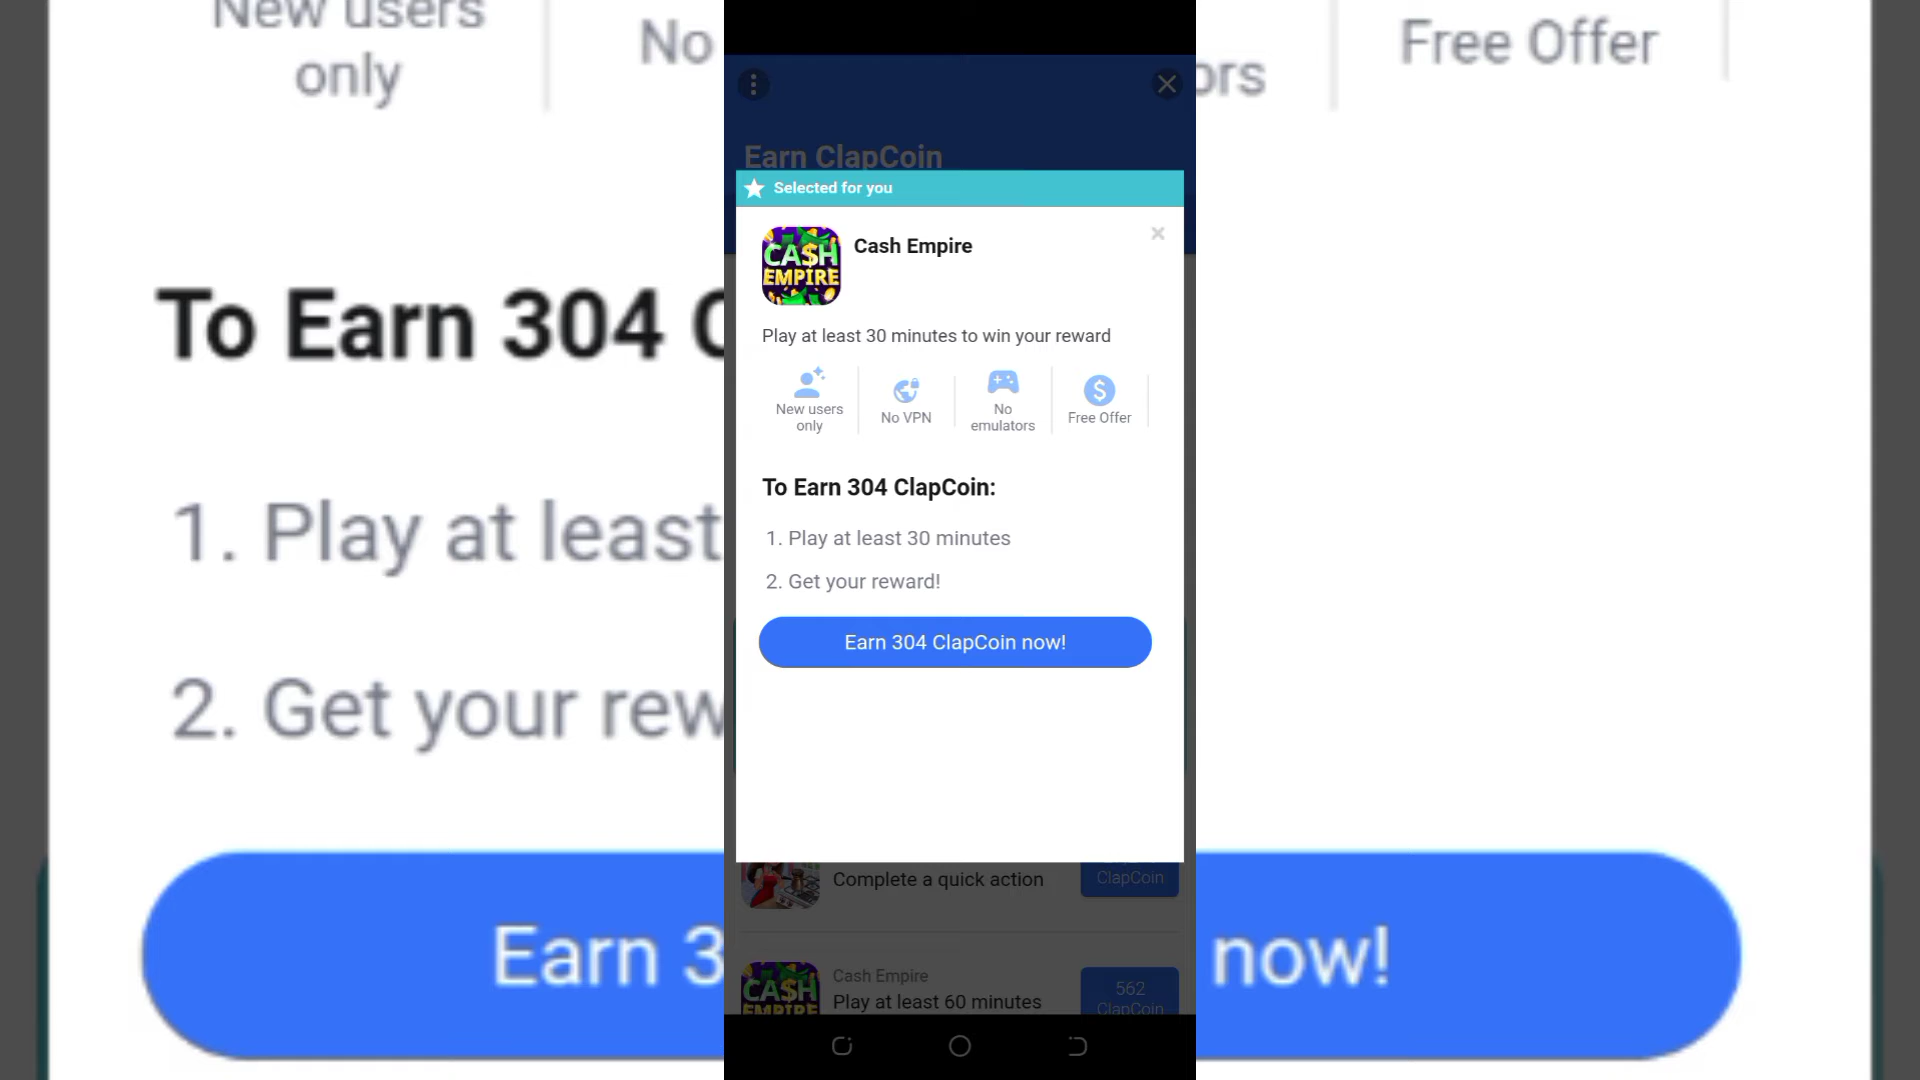 New users
only
No
ors
Free Offer
To Earn 304 C
1. Play at least
2. Get your rew
Earn 3
now!
Earn ClapCoin
Selected for you
CA$H
EMPIRE
Cash Empire
Play at least 30 minutes to win your reward
New users
only
No VPN
No
emulators
Free Offer
To Earn 304 ClapCoin:
1. Play at least 30 minutes
2. Get your reward!
Earn 304 ClapCoin now!
Complete a quick action
ClapCoin
CA$H
EMPIRE
Cash Empire
Play at least 60 minutes
562
ClapCoin